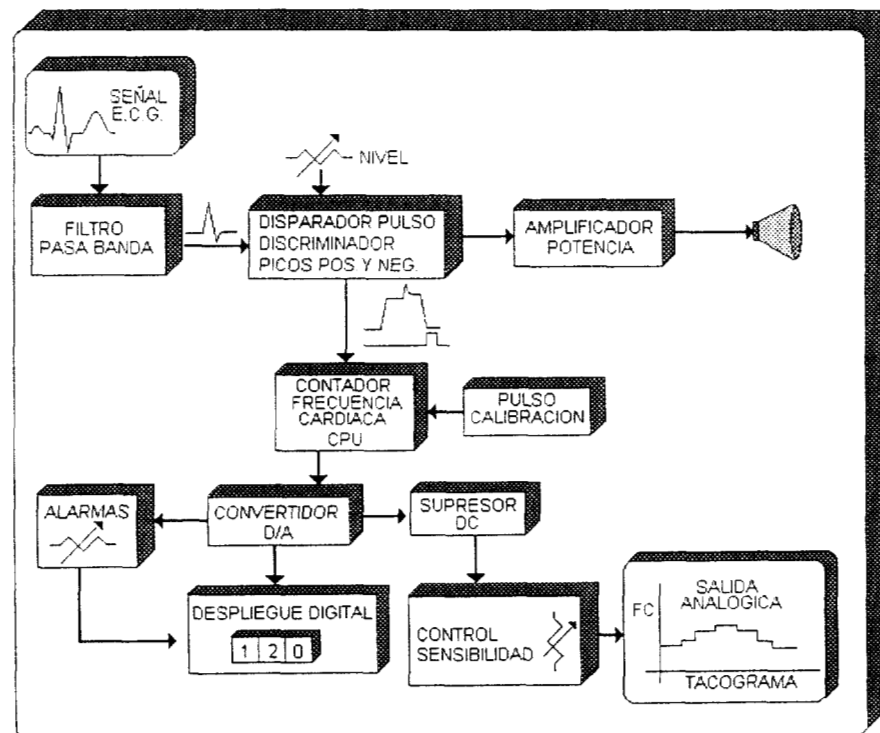 SEÑAL
E.C.G.
NIVEL
FILTRO
PASA BANDA
DISPARADOR PULSO
DISCRIMINADOR
PICOS POS Y NEG.
AMPLIFICADOR
POTENCIA
CONTADOR
FRECUENCIA
CARDIACA
CPU
PULSO
CALIBRACION
ALARMAS
CONVERTIDOR
D/A
SUPRESOR
DC
DESPLIEGUE DIGITAL
1 2 0
CONTROL
SENSIBILIDAD
SALIDA
ANALOGICA
FC
TACOGRAMA